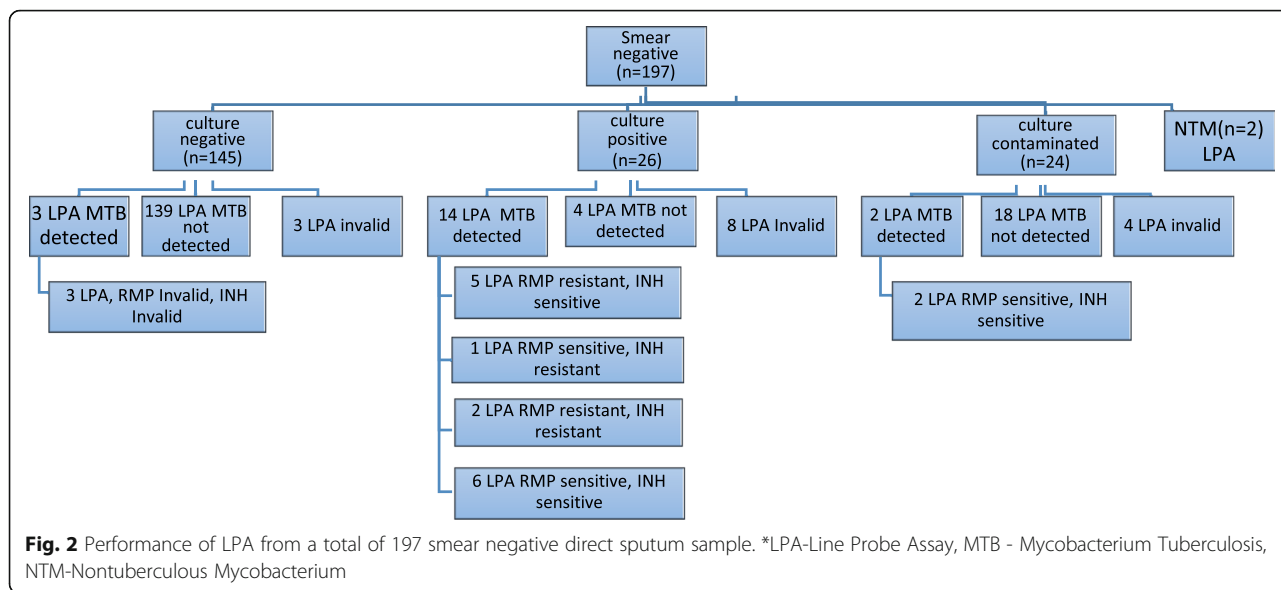 Smear
negative
(n=197)
culture
negative
(n=145)
culture
positive
(n=26)
culture
contaminated
(n=24)
NTM(n=2)
LPA
3 LPA MTB
detected
139 LPA MTB
not
detected
3 LPA invalid
14 LPA MTB
detected
4 LPA MTB not
detected
8 LPA Invalid
2 LPA MTB
detected
18 LPA MTB
not detected
4 LPA invalid
3 LPA, RMP Invalid, INH
Invalid
5 LPA RMP resistant, INH
sensitive
1 LPA RMP sensitive, INH
resistant
2 LPA RMP resistant, INH
resistant
6 LPA RMP sensitive, INH
sensitive
2 LPA RMP sensitive, INH
sensitive
Fig. 2 Performance of LPA from a total of 197 smear negative direct sputum sample. *LPA-Line Probe Assay, MTB - Mycobacterium Tuberculosis,
NTM-Nontuberculous Mycobacterium